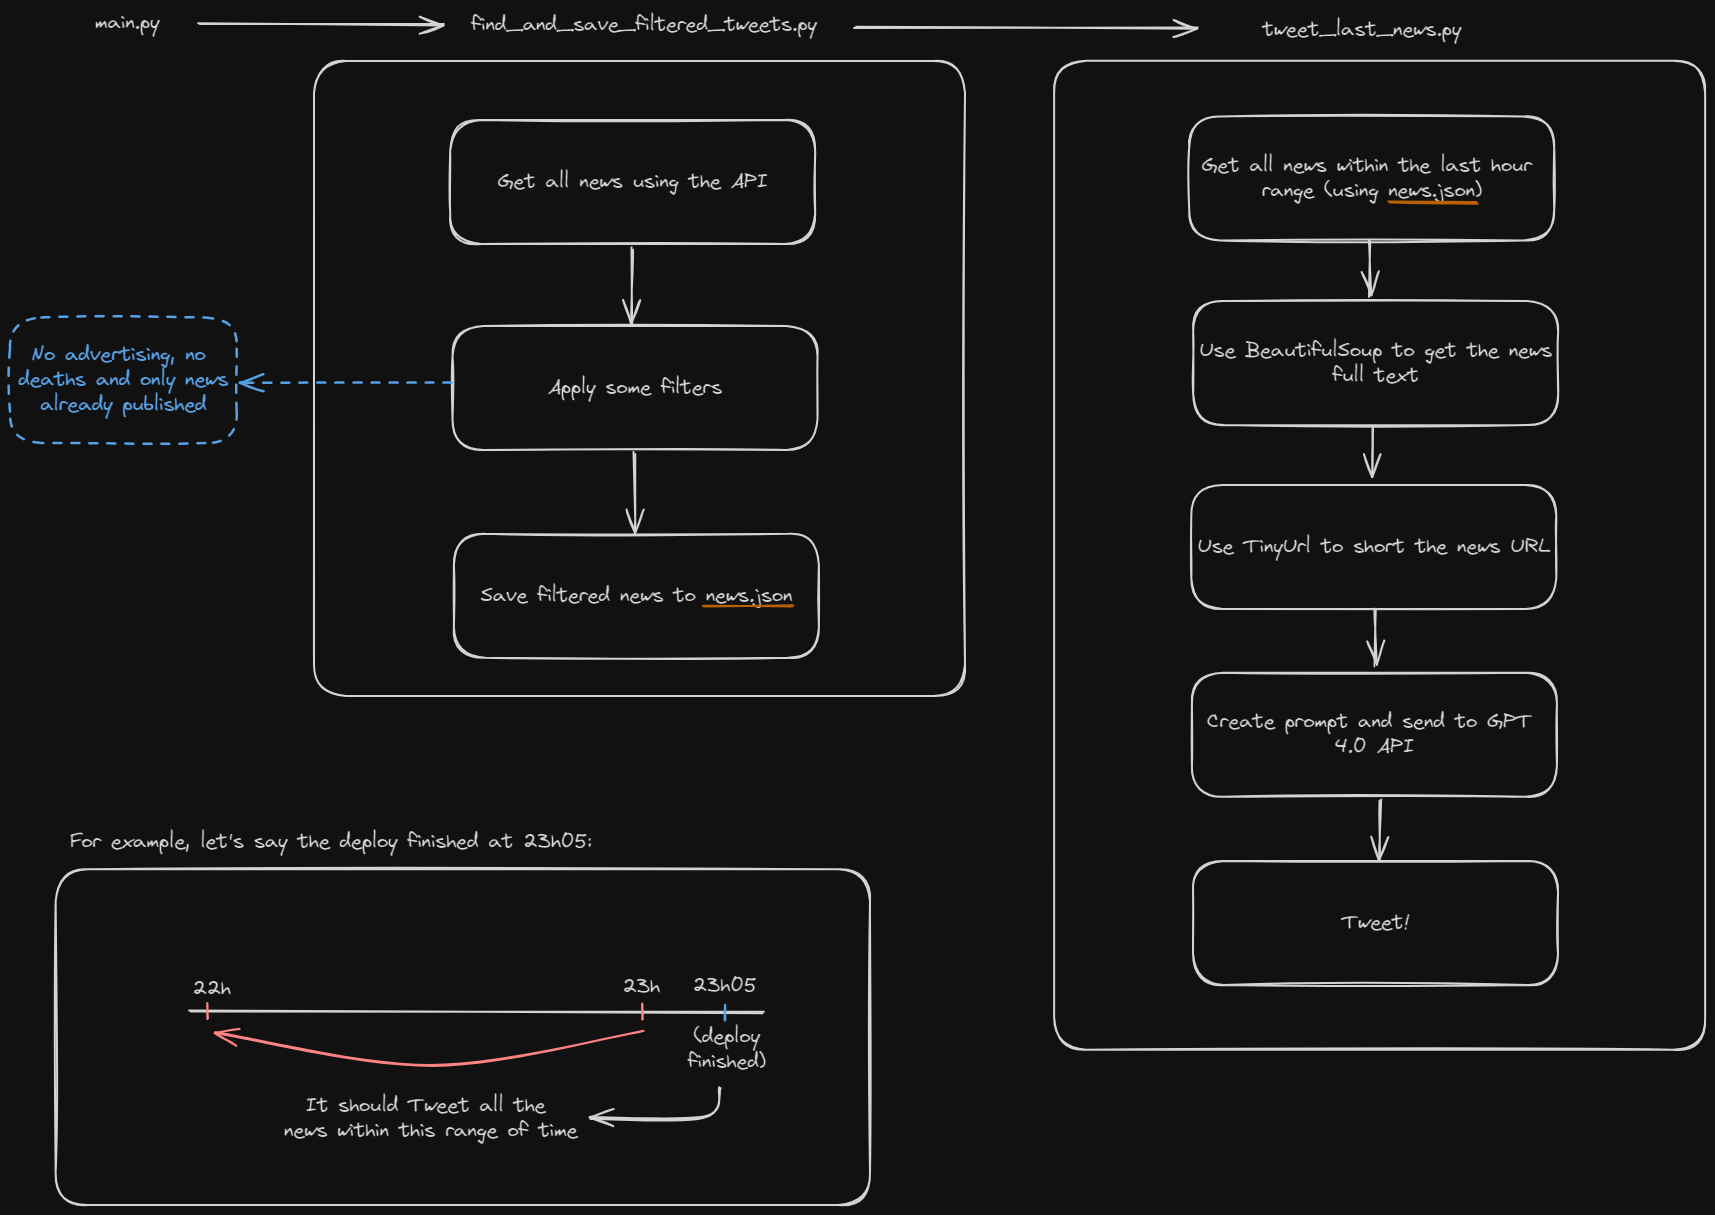 main.py
find_and_save_filtered_tweets.py
tweet_last_news.py
Get all news using the API
Apply some filters
No advertising, no
deaths and only news
already published
Save filtered news to news.json
Get all news within the last hour
range (using news.json)
Use BeautifulSoup to get the news
full text
Use TinyUrl to short the news URL
Create prompt and send to GPT
4.0 API
Tweet!
For example, let's say the deploy finished at 23h05:
22h
23h
23h05
(deploy
finished)
It should Tweet all the
news within this range of time